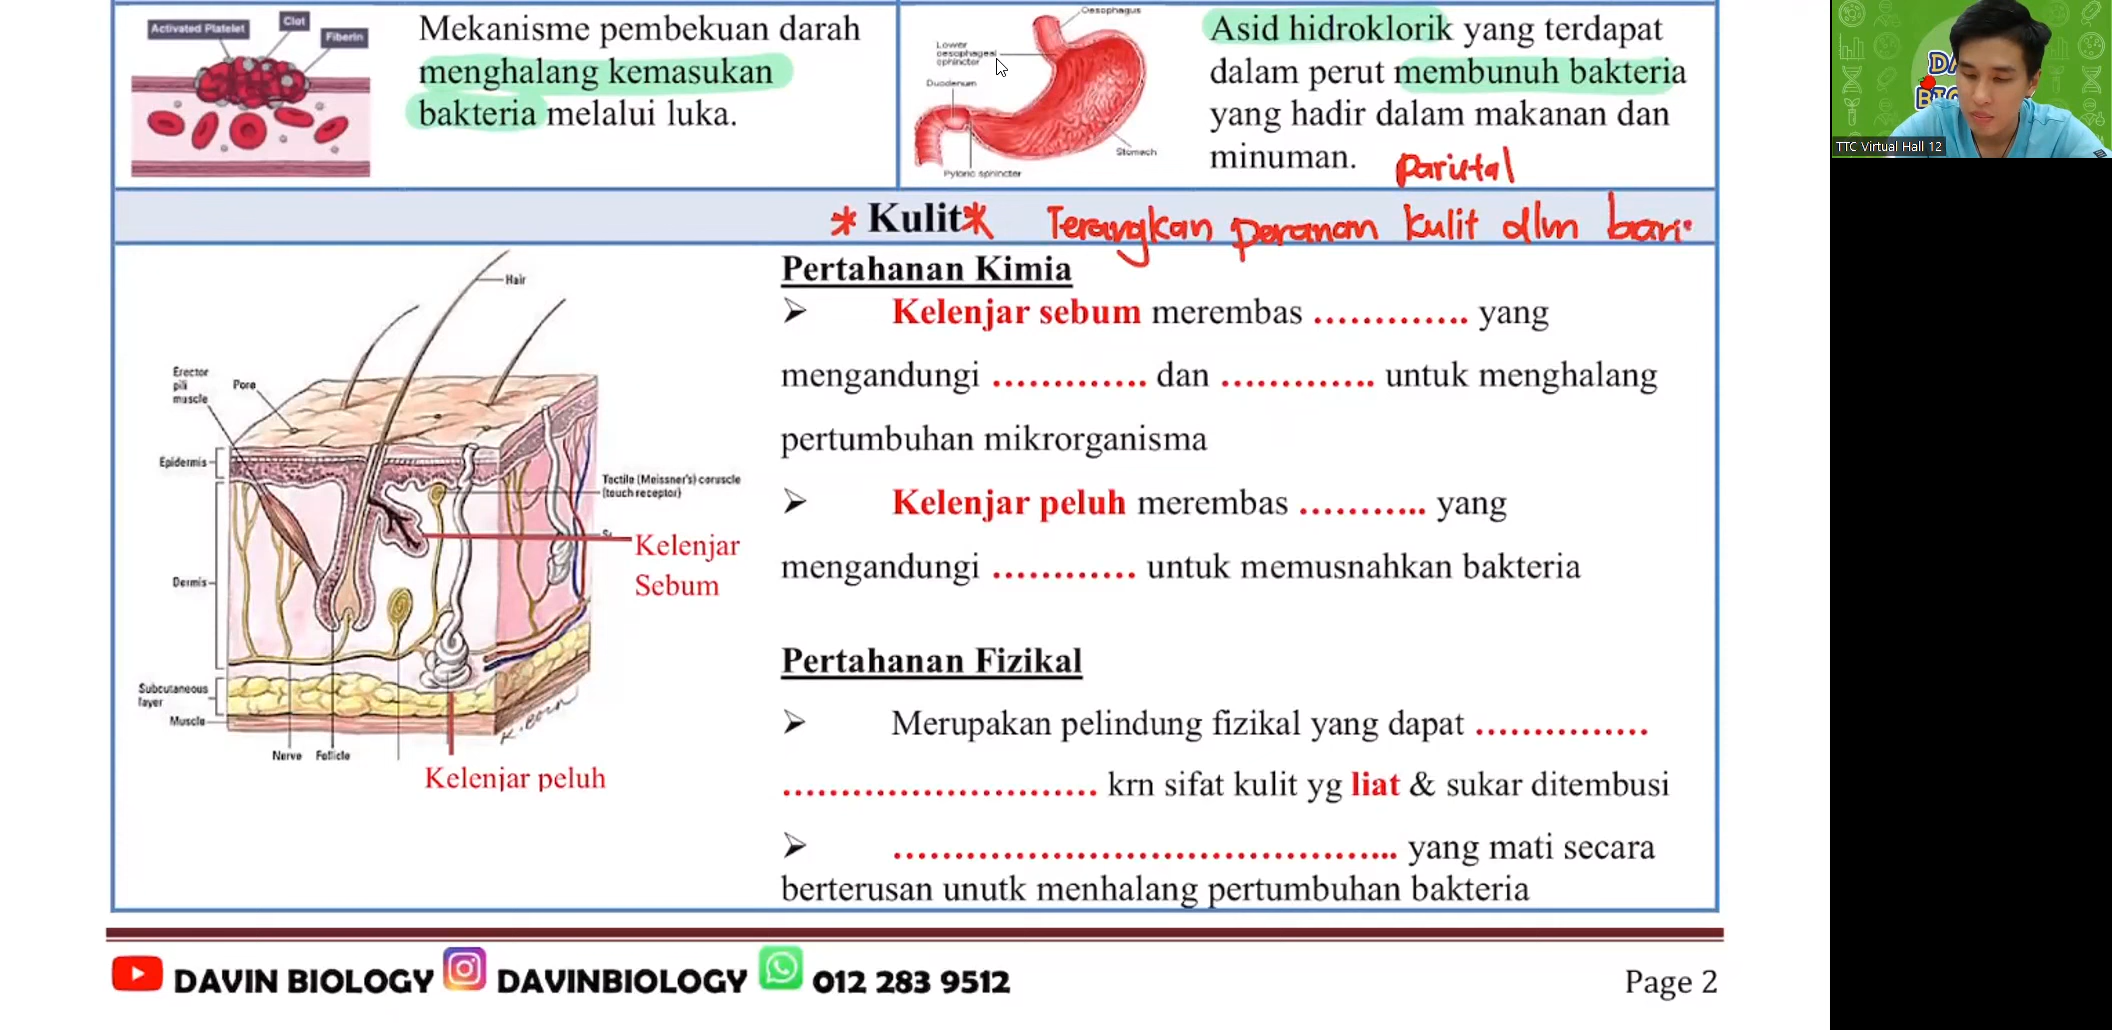 Activated Platelet
Clot
Fiberin
Mekanisme pembekuan darah
menghalang kemasukan
bakteria melalui luka.
Oesophagus
Lower
oesophageal
sphincter
Duodenum
Stomach
Pyloric sphincter
Asid hidroklorik yang terdapat
dalam perut membunuh bakteria
yang hadir dalam makanan dan
minuman. parietal
* Kulit* Terangkan peranan kulit dlm bari
Hair
Erector
pili
muscle
Pore
Epidermis
Tactile (Meissner's) coruscle
(touch receptor)
Dermis
Kelenjar
Sebum
Subcutaneous
layer
Muscle
K. Born
Nerve Follicle
Kelenjar peluh
Pertahanan Kimia
➢ Kelenjar sebum merembas ............. yang
mengandungi ............. dan ............. untuk menghalang
pertumbuhan mikrorganisma
➢ Kelenjar peluh merembas ........... yang
mengandungi ............ untuk memusnahkan bakteria
Pertahanan Fizikal
➢ Merupakan pelindung fizikal yang dapat ...............
........................... krn sifat kulit yg liat & sukar ditembusi
➢ .......................................... yang mati secara
berterusan unutk menhalang pertumbuhan bakteria
DAVIN BIOLOGY DAVINBIOLOGY 012 283 9512
Page 2
TTC Virtual Hall 12